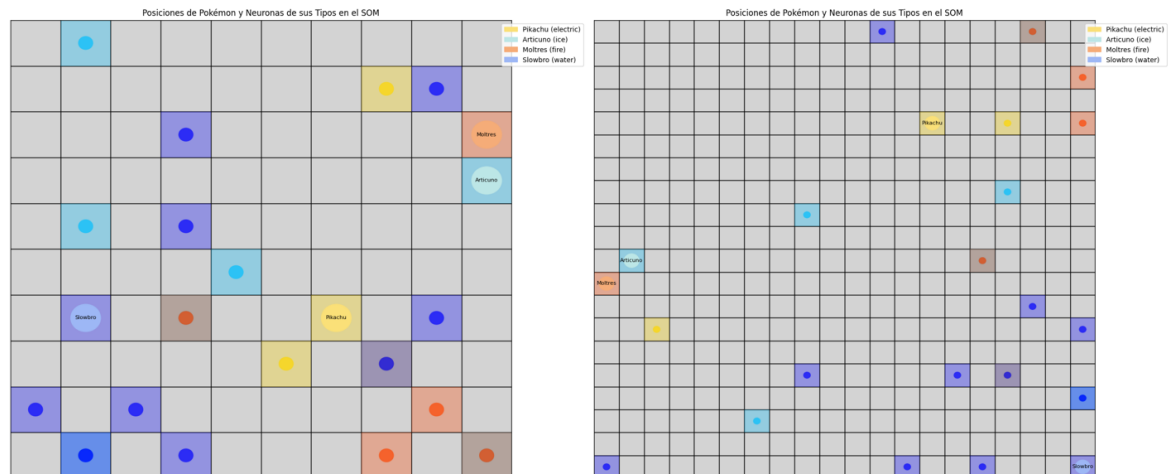 Posiciones de Pokémon y Neuronas de sus Tipos en el SOM
Pikachu (electric)
Articuno (ice)
Moltres (fire)
Slowbro (water)
Moltres
Articuno
Slowbro
Pikachu
Posiciones de Pokémon y Neuronas de sus Tipos en el SOM
Pikachu (electric)
Articuno (ice)
Moltres (fire)
Slowbro (water)
Pikachu
Articuno
Moltres
Slowbro